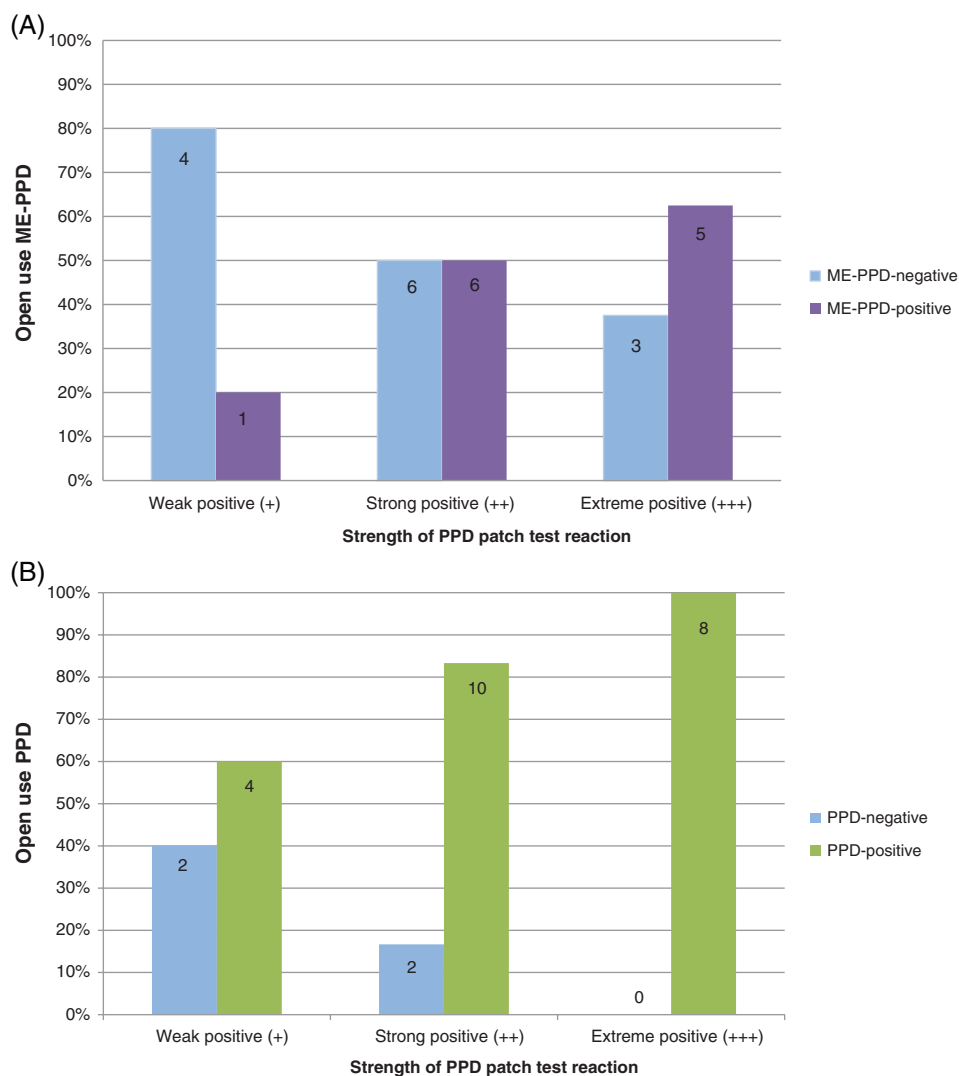 (A)
100%
90%
80%
70%
60%
50%
40%
30%
20%
10%
0%
Open use ME-PPD
4
1
6
6
3
5
Weak positive (+)
Strong positive (++)
Extreme positive (+++)
Strength of PPD patch test reaction
ME-PPD-negative
ME-PPD-positive
(B)
100%
90%
80%
70%
60%
50%
40%
30%
20%
10%
0%
Open use PPD
2
4
2
10
0
8
Weak positive (+)
Strong positive (++)
Extreme positive (+++)
Strength of PPD patch test reaction
PPD-negative
PPD-positive